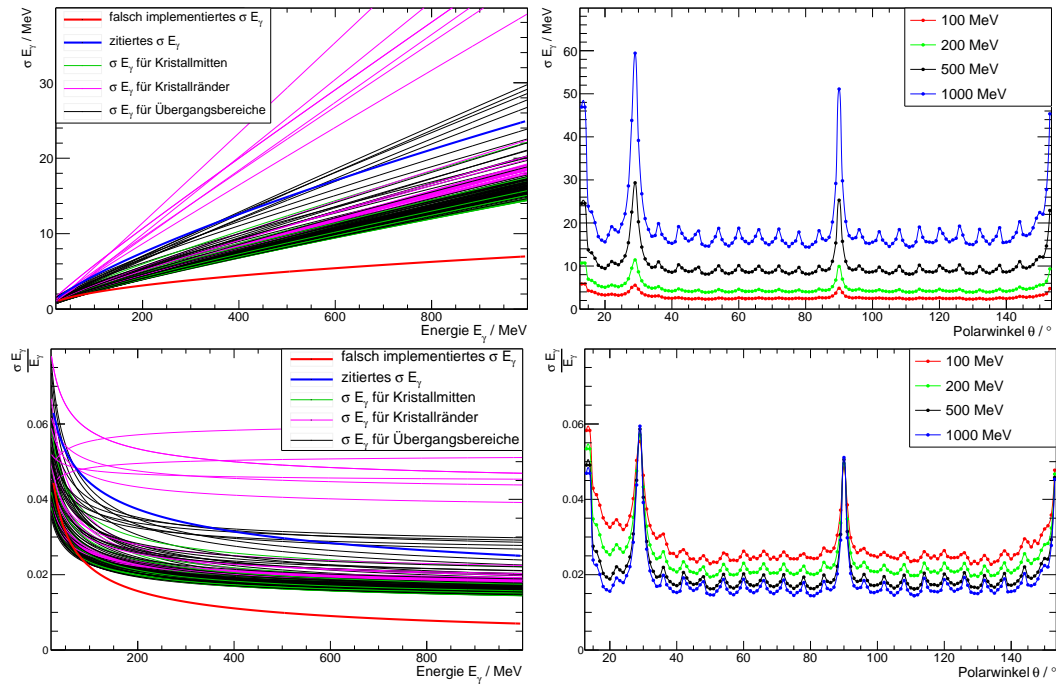 σ E_γ / MeV
falsch implementiertes σ E_γ
zitiertes σ E_γ
σ E_γ für Kristallmitten
σ E_γ für Kristallränder
σ E_γ für Übergangsbereiche
30
20
10
0
200 400 600 800
Energie E_γ / MeV
σ E_γ / MeV
100 MeV
200 MeV
500 MeV
1000 MeV
70
60
50
40
30
20
10
0
20 40 60 80 100 120 140
Polarwinkel θ / °
σ E_γ / E_γ
falsch implementiertes σ E_γ
zitiertes σ E_γ
σ E_γ für Kristallmitten
σ E_γ für Kristallränder
σ E_γ für Übergangsbereiche
0.06
0.04
0.02
0
200 400 600 800
Energie E_γ / MeV
σ E_γ / E_γ
100 MeV
200 MeV
500 MeV
1000 MeV
0.06
0.04
0.02
0
20 40 60 80 100 120 140
Polarwinkel θ / °